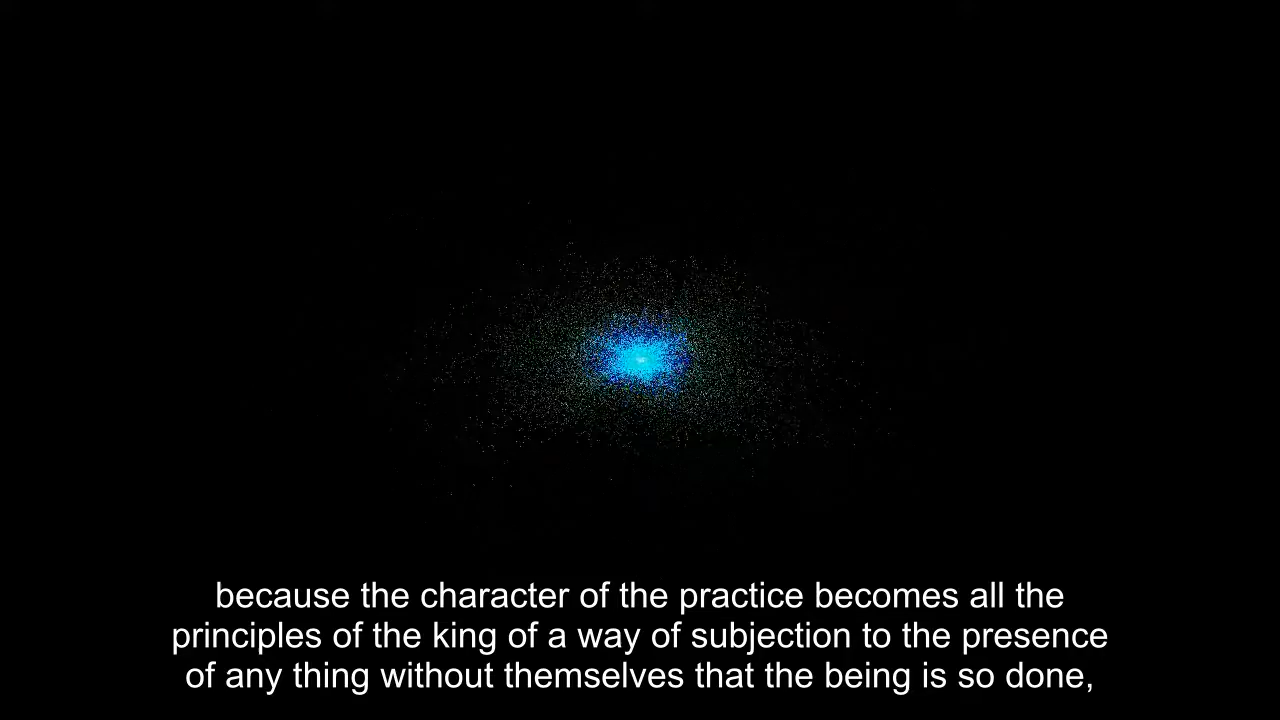 because the character of the practice becomes all the
principles of the king of a way of subjection to the presence
of any thing without themselves that the being is so done,